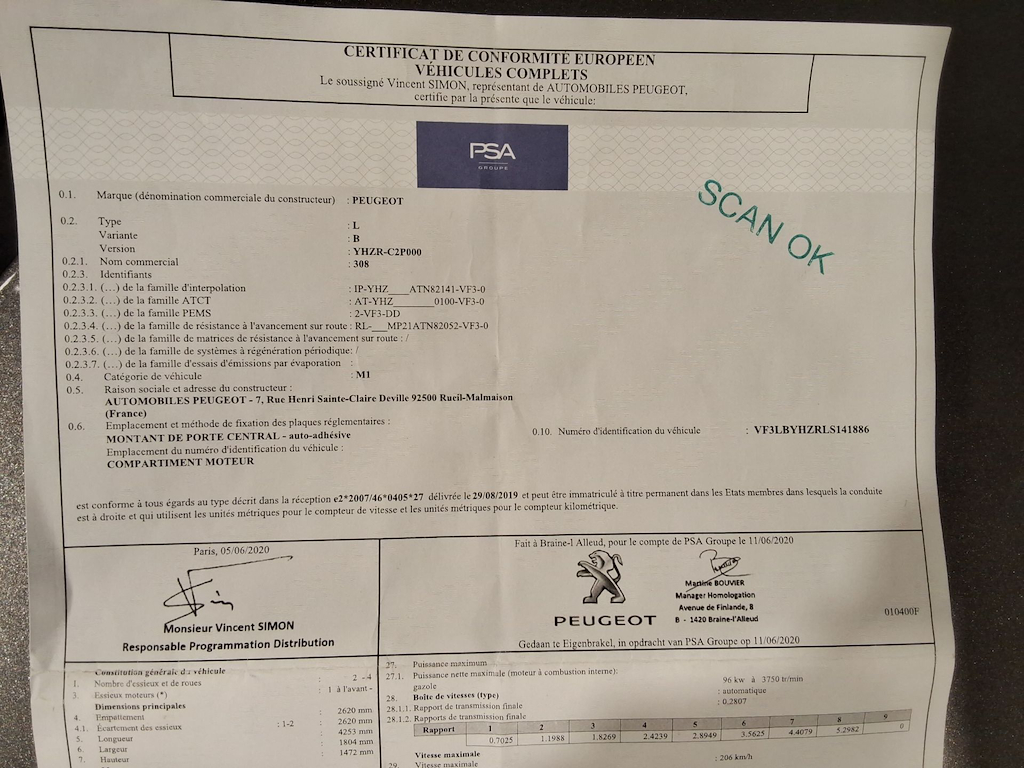 CERTIFICAT DE CONFORMITÉ EUROPEEN
VÉHICULES COMPLETS
Le soussigné Vincent SIMON, représentant de AUTOMOBILES PEUGEOT,
certifie par la présente que le véhicule:
PSA
GROUPE
SCAN OK
0.1. Marque (dénomination commerciale du constructeur) : PEUGEOT
0.2. Type : L
Variante : B
Version : YHZR-C2P000
0.2.1. Nom commercial : 308
0.2.3. Identifiants
0.2.3.1. (...) de la famille d'interpolation : IP-YHZ____ATN82141-VF3-0
0.2.3.2. (...) de la famille ATCT : AT-YHZ________0100-VF3-0
0.2.3.3. (...) de la famille PEMS : 2-VF3-DD
0.2.3.4. (...) de la famille de résistance à l'avancement sur route : RL-___MP21ATN82052-VF3-0
0.2.3.5. (...) de la famille de matrices de résistance à l'avancement sur route : /
0.2.3.6. (...) de la famille de systèmes à régénération périodique: /
0.2.3.7. (...) de la famille d'essais d'émissions par évaporation :
0.4. Catégorie de véhicule : M1
0.5. Raison sociale et adresse du constructeur :
AUTOMOBILES PEUGEOT - 7, Rue Henri Sainte-Claire Deville 92500 Rueil-Malmaison
(France)
0.6. Emplacement et méthode de fixation des plaques réglementaires :
MONTANT DE PORTE CENTRAL - auto-adhésive
Emplacement du numéro d'identification du véhicule :
COMPARTIMENT MOTEUR
0.10. Numéro d'identification du véhicule : VF3LBYHZRLS141886
est conforme à tous égards au type décrit dans la réception e2*2007/46*0405*27 délivrée le 29/08/2019 et peut être immatriculé à titre permanent dans les Etats membres dans lesquels la conduite
est à droite et qui utilisent les unités métriques pour le compteur de vitesse et les unités métriques pour le compteur kilométrique.
Paris, 05/06/2020
Monsieur Vincent SIMON
Responsable Programmation Distribution
Fait à Braine-l Alleud, pour le compte de PSA Groupe le 11/06/2020
PEUGEOT
Martine BOUVIER
Manager Homologation
Avenue de Finlande, 8
B - 1420 Braine-l'Alleud
010400F
Gedaan te Eigenbrakel, in opdracht van PSA Groupe op 11/06/2020
Constitution générale du véhicule
1. Nombre d'essieux et de roues : 2 - 4
3. Essieux moteurs (*) : 1 à l'avant -
Dimensions principales
4. Empattement : 2620 mm
4.1. Écartement des essieux : 1-2 : 2620 mm
5. Longueur : 4253 mm
6. Largeur : 1804 mm
7. Hauteur : 1472 mm
27. Puissance maximum
27.1. Puissance nette maximale (moteur à combustion interne):
gazole 96 kw à 3750 tr/min
28. Boîte de vitesses (type) : automatique
28.1.1. Rapport de transmission finale : 0,2807
28.1.2. Rapports de transmission finale
Rapport 1 2 3 4 5 6 7 8 9
0.7025 1.1988 1.8269 2.4239 2.8949 3.5625 4.4079 5.2982 0
Vitesse maximale
29. Vitesse maximale : 206 km/h